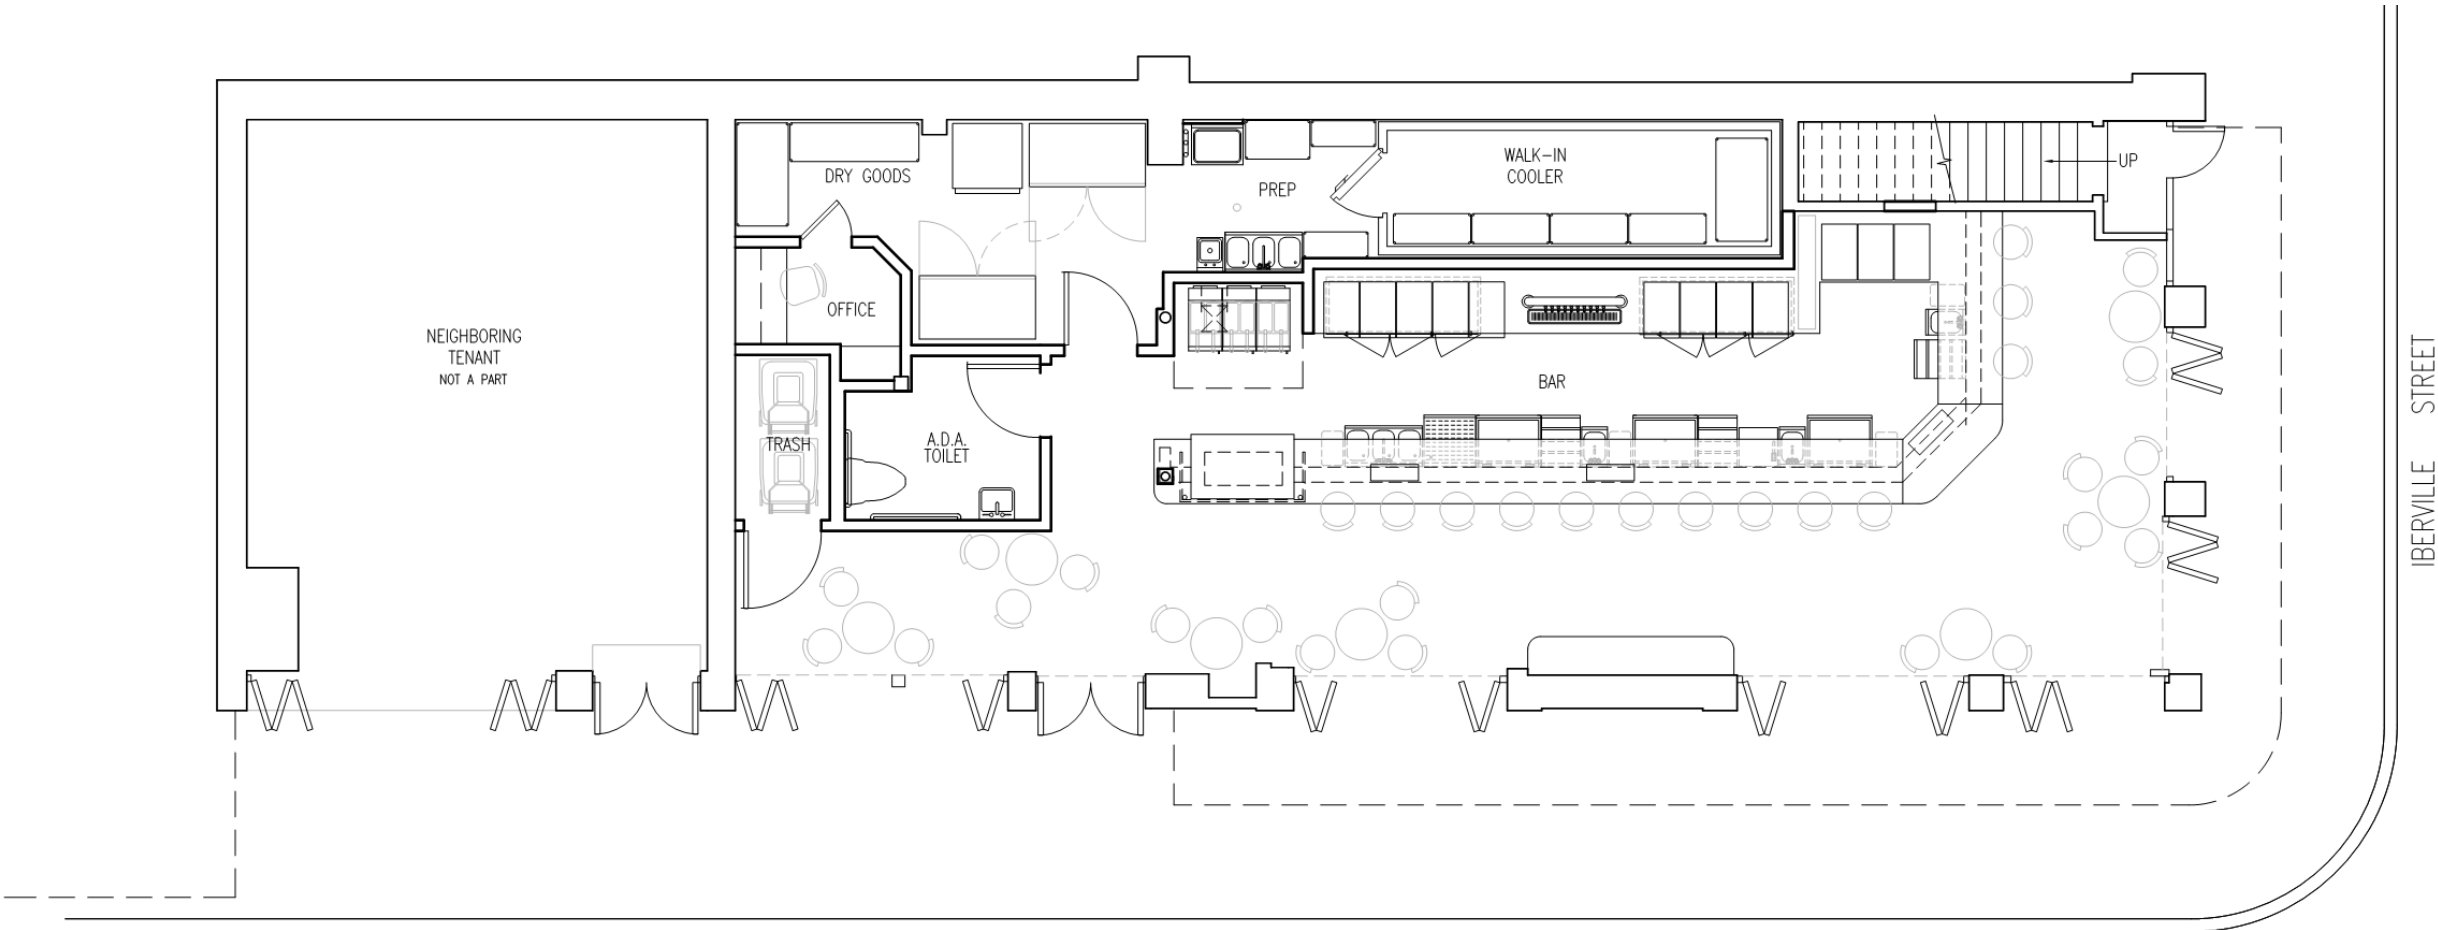 WALK-IN
COOLER
UP
DRY GOODS
PREP
OFFICE
NEIGHBORING
TENANT
NOT A PART
BAR
TRASH
A.D.A.
TOILET
IBERVILLE STREET